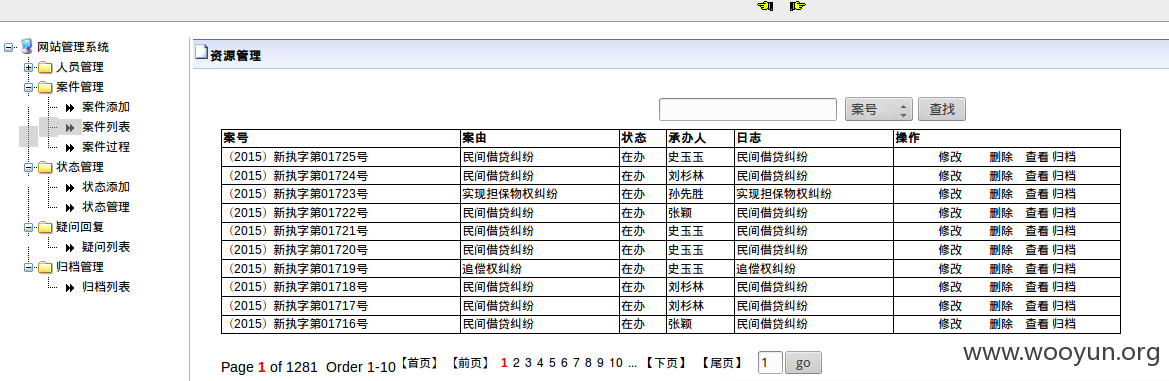 网站管理系统
人员管理
案件管理
案件添加
案件列表
案件过程
状态管理
状态添加
状态管理
疑问回复
疑问列表
归档管理
归档列表
资源管理
案号 查找
案号 案由 状态 承办人 日志 操作
（2015）新执字第01725号 民间借贷纠纷 在办 史玉玉 民间借贷纠纷 修改 删除 查看 归档
（2015）新执字第01724号 民间借贷纠纷 在办 刘杉林 民间借贷纠纷 修改 删除 查看 归档
（2015）新执字第01723号 实现担保物权纠纷 在办 孙先胜 实现担保物权纠纷 修改 删除 查看 归档
（2015）新执字第01722号 民间借贷纠纷 在办 张颖 民间借贷纠纷 修改 删除 查看 归档
（2015）新执字第01721号 民间借贷纠纷 在办 史玉玉 民间借贷纠纷 修改 删除 查看 归档
（2015）新执字第01720号 民间借贷纠纷 在办 史玉玉 民间借贷纠纷 修改 删除 查看 归档
（2015）新执字第01719号 追偿权纠纷 在办 史玉玉 追偿权纠纷 修改 删除 查看 归档
（2015）新执字第01718号 民间借贷纠纷 在办 刘杉林 民间借贷纠纷 修改 删除 查看 归档
（2015）新执字第01717号 民间借贷纠纷 在办 刘杉林 民间借贷纠纷 修改 删除 查看 归档
（2015）新执字第01716号 民间借贷纠纷 在办 张颖 民间借贷纠纷 修改 删除 查看 归档
Page 1 of 1281 Order 1-10【首页】【前页】 1 2 3 4 5 6 7 8 9 10 ...【下页】【尾页】 1 go
www.wooyun.org